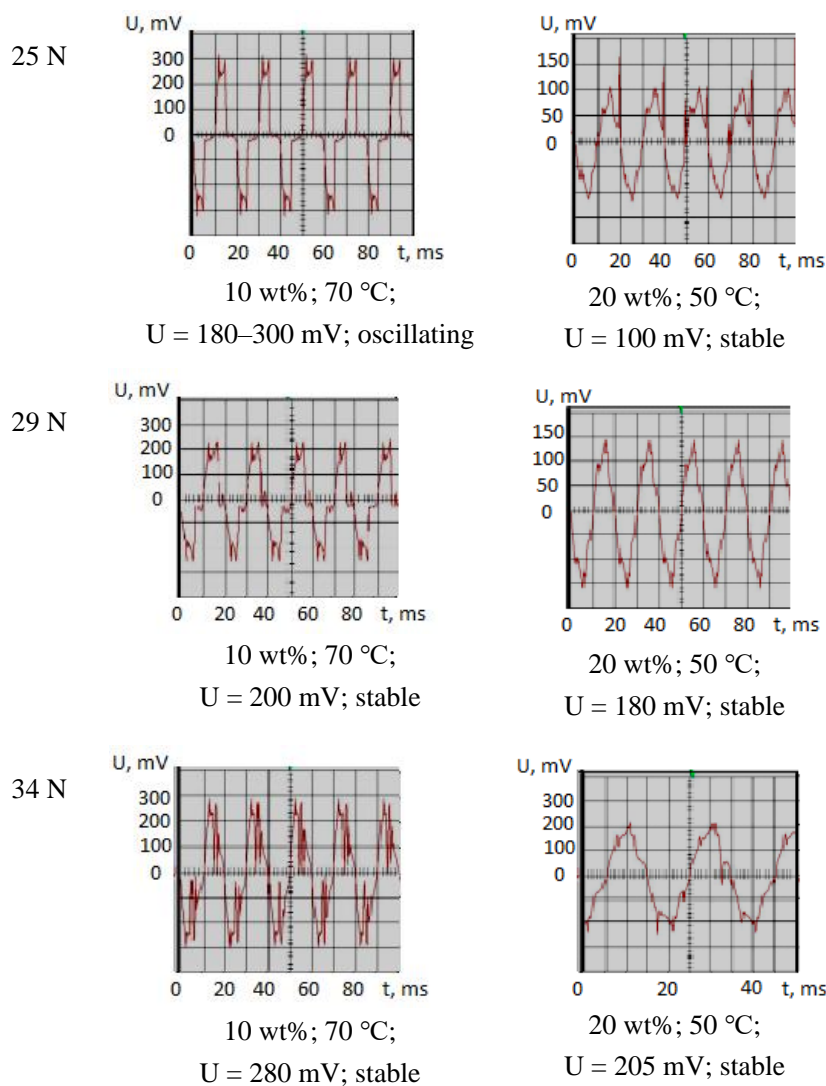 25 N
U, mV
300
200
100
0
0 20 40 60 80 t, ms
10 wt%; 70 °C;
U = 180–300 mV; oscillating
U, mV
150
100
50
0
0 20 40 60 80 t, ms
20 wt%; 50 °C;
U = 100 mV; stable
29 N
U, mV
300
200
100
0
0 20 40 60 80 t, ms
10 wt%; 70 °C;
U = 200 mV; stable
U, mV
150
100
50
0
0 20 40 60 80 t, ms
20 wt%; 50 °C;
U = 180 mV; stable
34 N
U, mV
300
200
100
0
0 20 40 60 80 t, ms
10 wt%; 70 °C;
U = 280 mV; stable
U, mV
300
200
100
0
0 20 40 t, ms
20 wt%; 50 °C;
U = 205 mV; stable